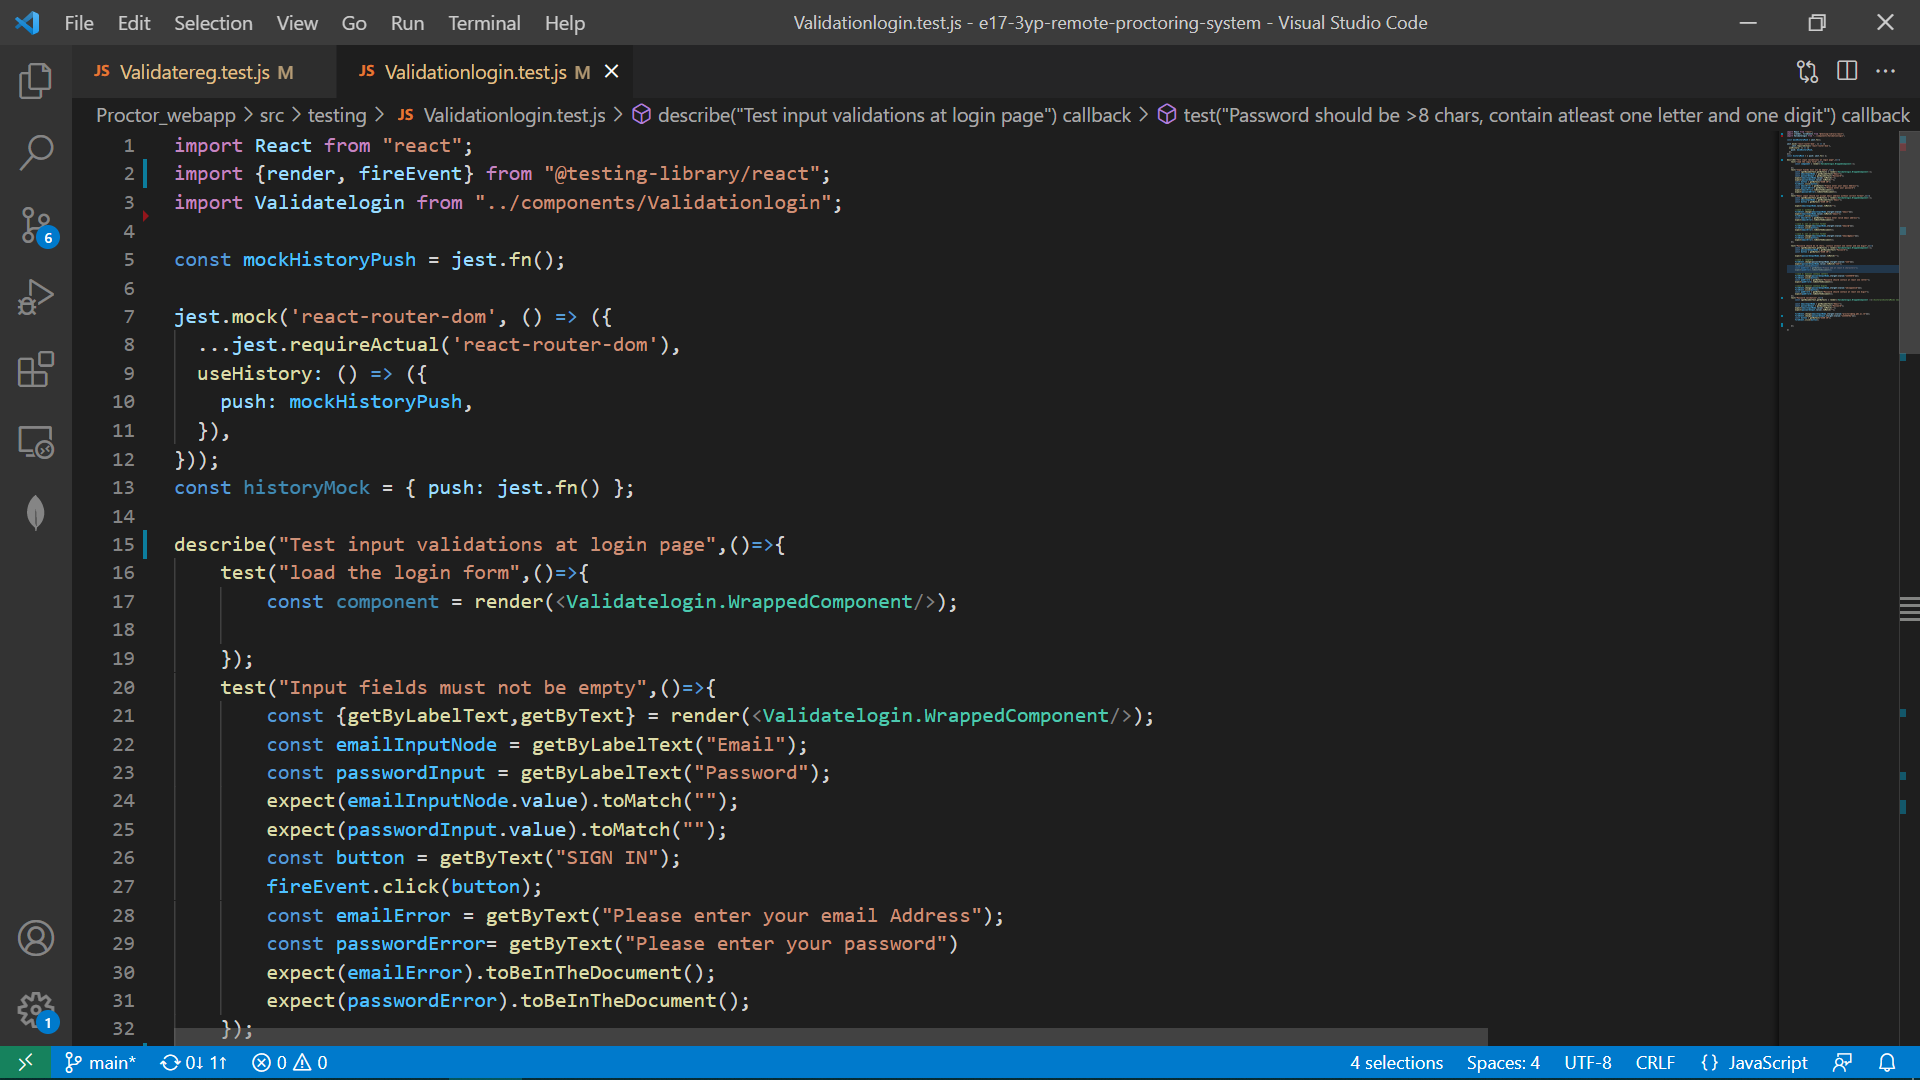 File Edit Selection View Go Run Terminal Help Validationlogin.test.js - e17-3yp-remote-proctoring-system - Visual Studio Code
JS Validatereg.test.js M JS Validationlogin.test.js M
Proctor_webapp > src > testing > JS Validationlogin.test.js > describe("Test input validations at login page") callback > test("Password should be >8 chars, contain atleast one letter and one digit") callback
1 import React from "react";
2 import {render, fireEvent} from "@testing-library/react";
3 import Validatelogin from "../components/Validationlogin";
4
5 const mockHistoryPush = jest.fn();
6
7 jest.mock('react-router-dom', () => ({
8 ...jest.requireActual('react-router-dom'),
9 useHistory: () => ({
10 push: mockHistoryPush,
11 }),
12 }));
13 const historyMock = { push: jest.fn() };
14
15 describe("Test input validations at login page",()=>{
16 test("load the login form",()=>{
17 const component = render(<Validatelogin.WrappedComponent/>);
18
19 });
20 test("Input fields must not be empty",()=>{
21 const {getByLabelText,getByText} = render(<Validatelogin.WrappedComponent/>);
22 const emailInputNode = getByLabelText("Email");
23 const passwordInput = getByLabelText("Password");
24 expect(emailInputNode.value).toMatch("");
25 expect(passwordInput.value).toMatch("");
26 const button = getByText("SIGN IN");
27 fireEvent.click(button);
28 const emailError = getByText("Please enter your email Address");
29 const passwordError= getByText("Please enter your password")
30 expect(emailError).toBeInTheDocument();
31 expect(passwordError).toBeInTheDocument();
32 });
6
1
main* 0↓ 1↑ 0 0 4 selections Spaces: 4 UTF-8 CRLF {} JavaScript